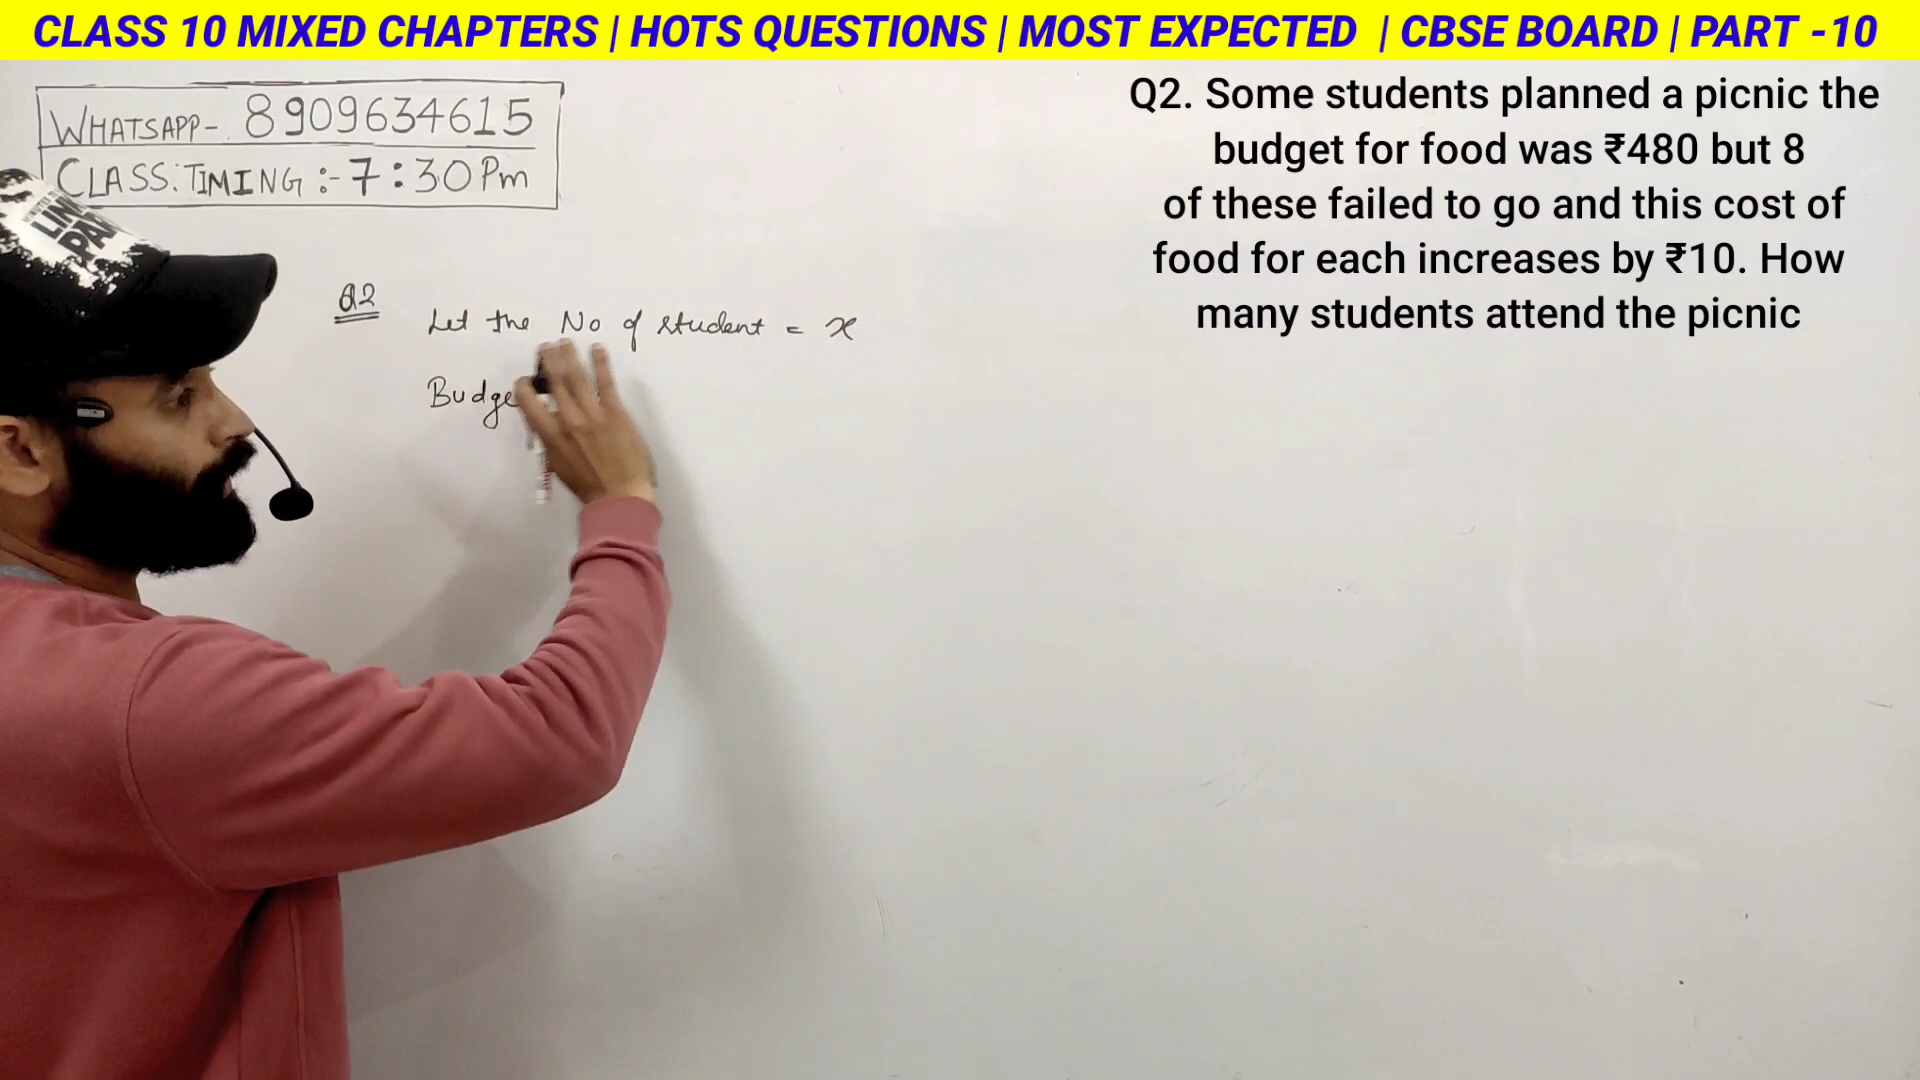 CLASS 10 MIXED CHAPTERS | HOTS QUESTIONS | MOST EXPECTED | CBSE BOARD | PART -10
WHATSAPP- 8909634615
CLASS:TIMING :- 7:30Pm
Q2. Some students planned a picnic the
budget for food was ₹480 but 8
of these failed to go and this cost of
food for each increases by ₹10. How
many students attend the picnic
Q2
Let the No of student = x
Budge